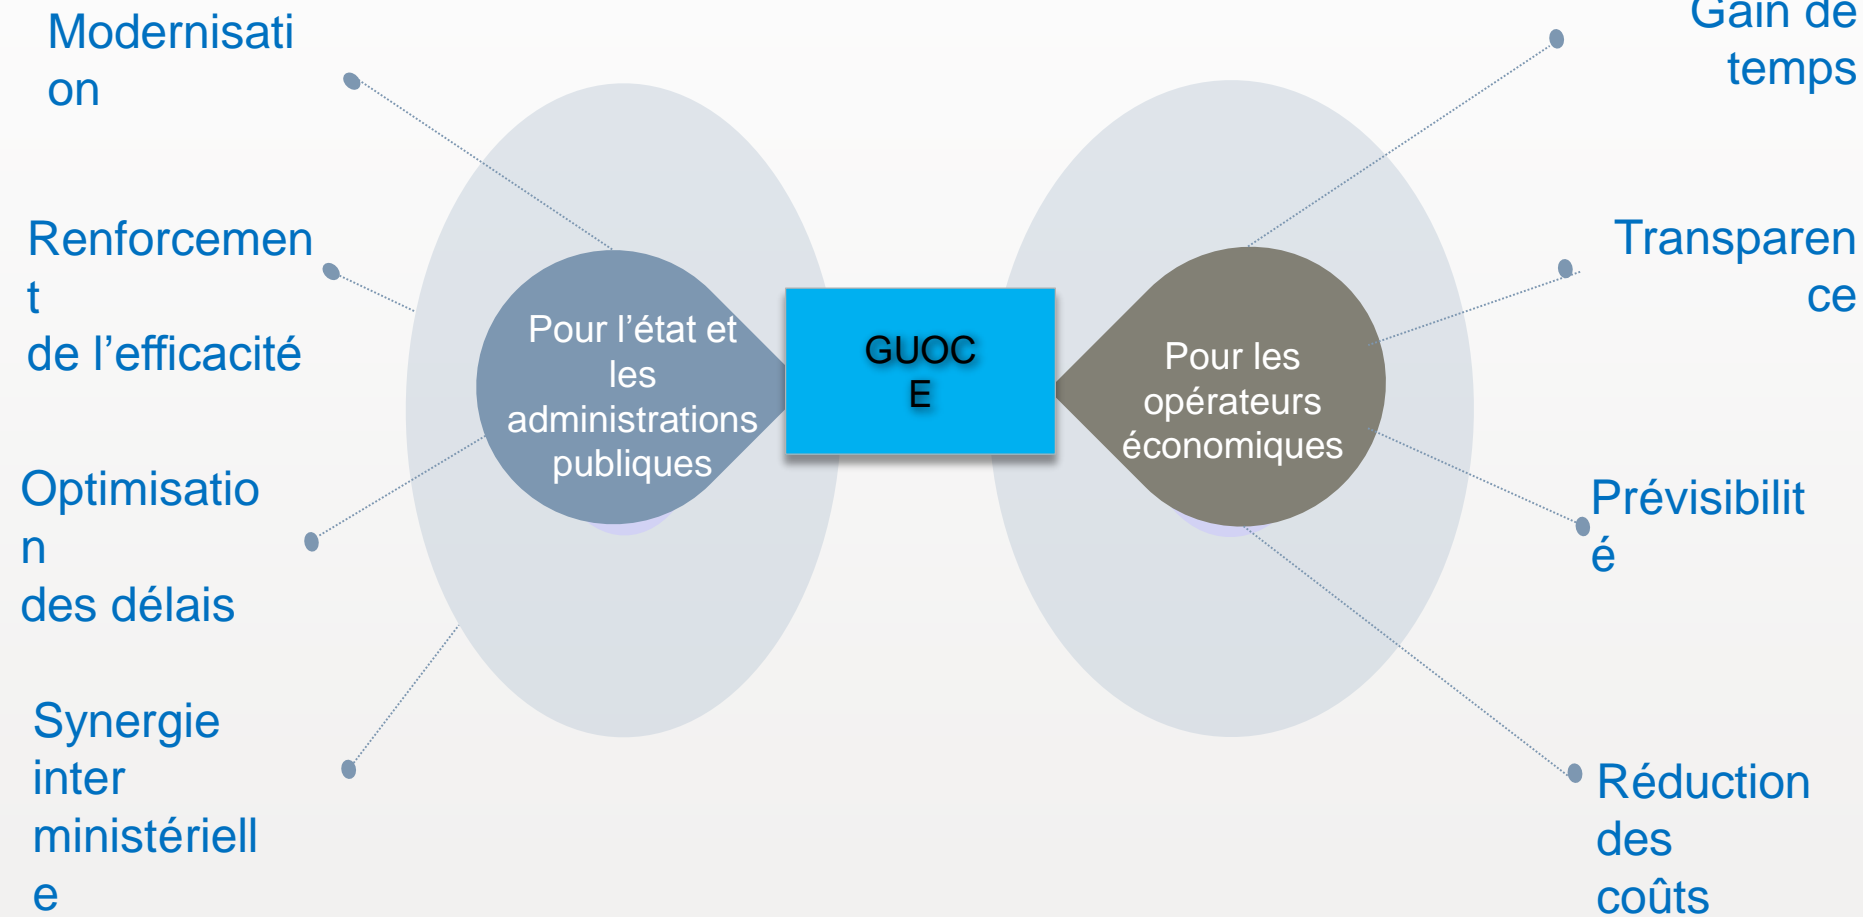 Modernisati
on
Renforcemen
t
de l’efficacité
Optimisatio
n
des délais
Synergie
inter
ministériell
e
Pour l’état et
les
administrations
publiques
GUOC
E
Pour les
opérateurs
économiques
Gain de
temps
Transparen
ce
Prévisibilit
é
Réduction
des
coûts